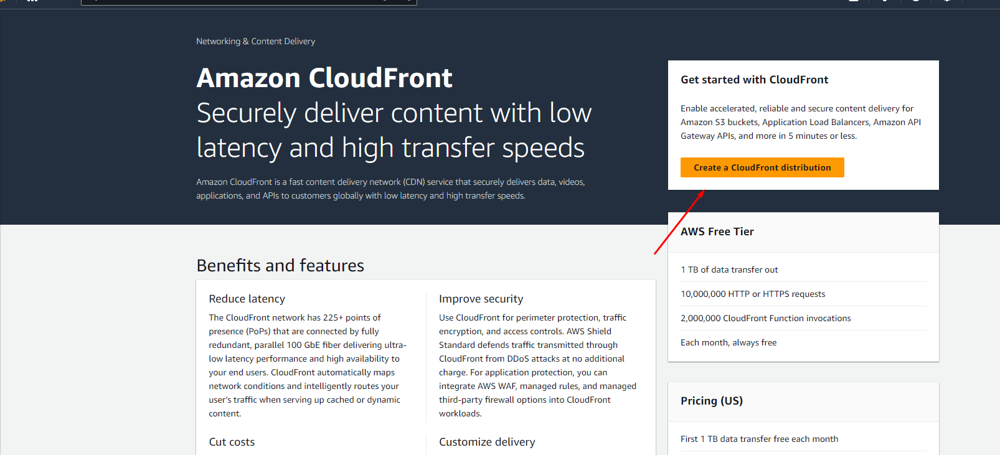 Networking & Content Delivery
Amazon CloudFront
Securely deliver content with low
latency and high transfer speeds
Amazon CloudFront is a fast content delivery network (CDN) service that securely delivers data, videos,
applications, and APIs to customers globally with low latency and high transfer speeds.
Get started with CloudFront
Enable accelerated, reliable and secure content delivery for
Amazon S3 buckets, Application Load Balancers, Amazon API
Gateway APIs, and more in 5 minutes or less.
Create a CloudFront distribution
AWS Free Tier
1 TB of data transfer out
10,000,000 HTTP or HTTPS requests
2,000,000 CloudFront Function invocations
Each month, always free
Benefits and features
Reduce latency
The CloudFront network has 225+ points of
presence (PoPs) that are connected by fully
redundant, parallel 100 GbE fiber delivering ultra-
low latency performance and high availability to
your end users. CloudFront automatically maps
network conditions and intelligently routes your
user’s traffic when serving up cached or dynamic
content.
Improve security
Use CloudFront for perimeter protection, traffic
encryption, and access controls. AWS Shield
Standard defends traffic transmitted through
CloudFront from DDoS attacks at no additional
charge. For application protection, you can
integrate AWS WAF, managed rules, and managed
third-party firewall options into CloudFront
workloads.
Cut costs
Customize delivery
Pricing (US)
First 1 TB data transfer free each month